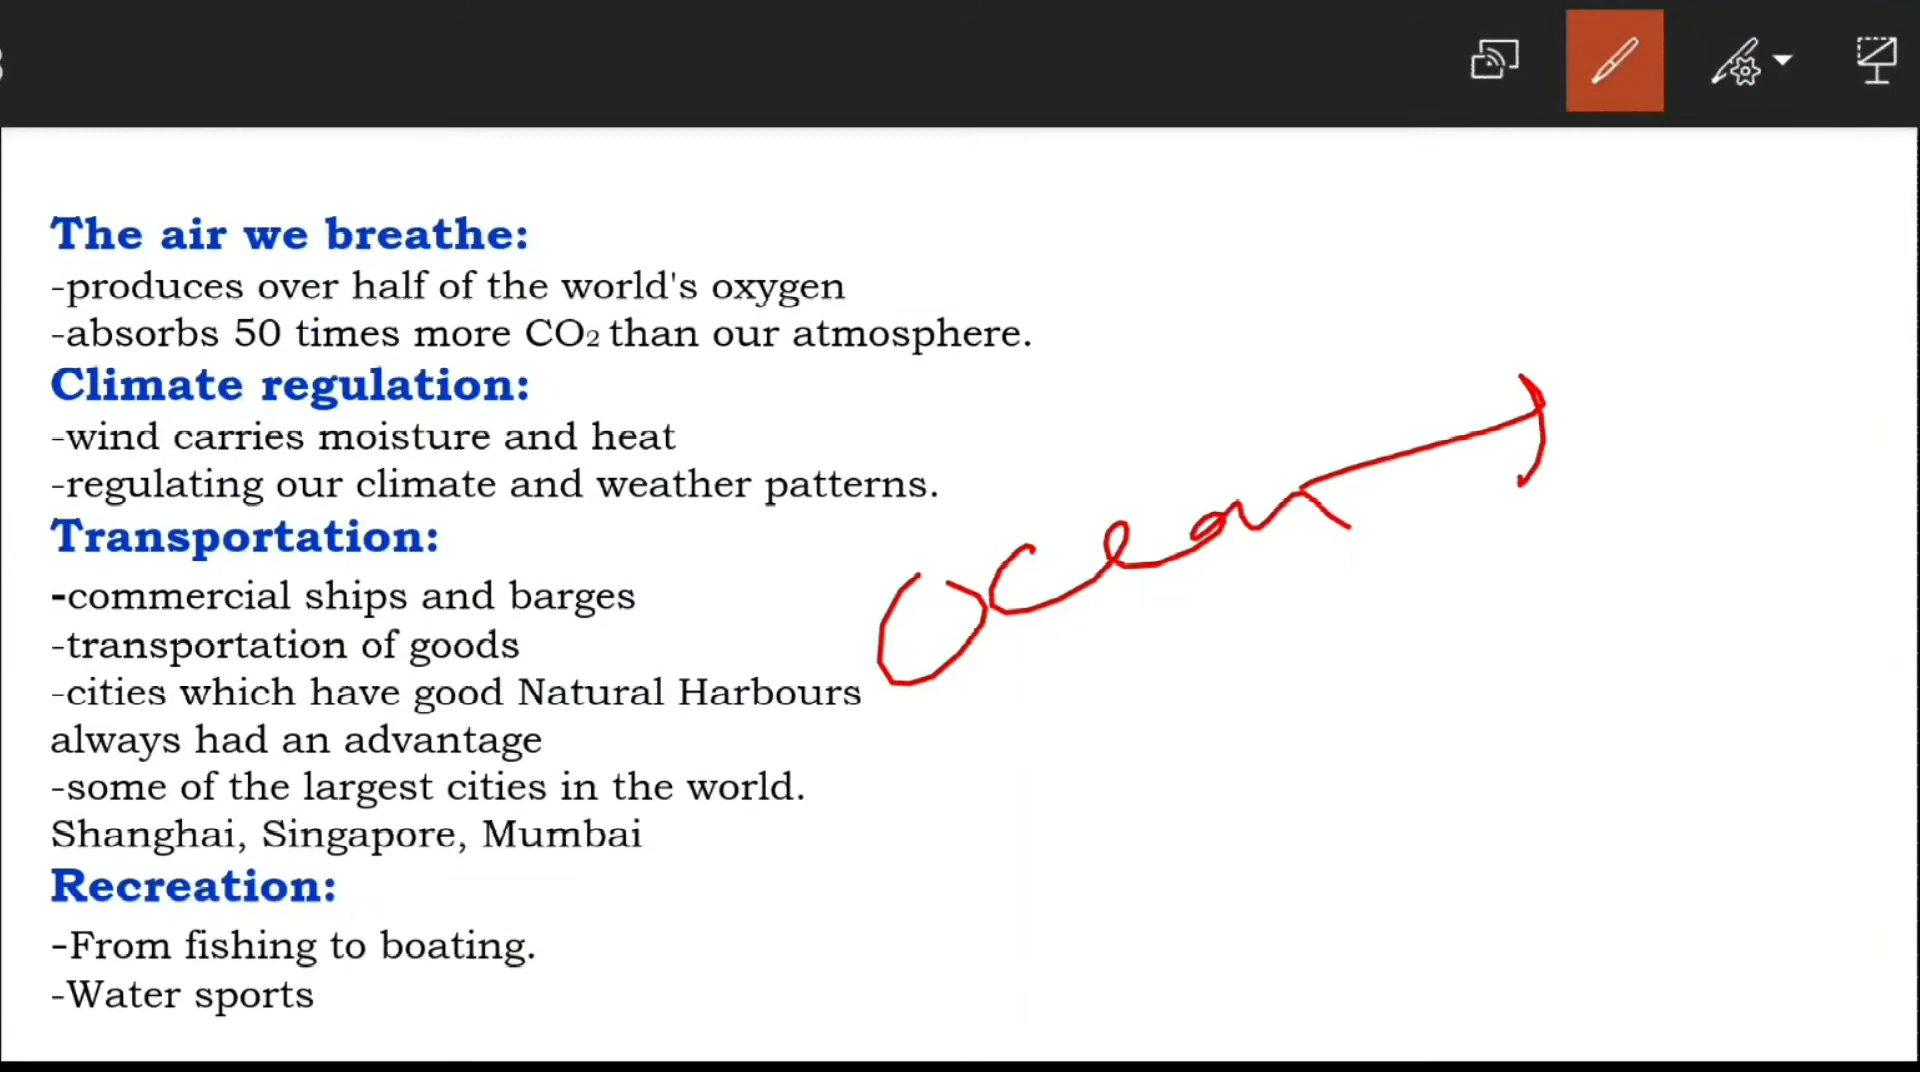 The air we breathe:
-produces over half of the world's oxygen
-absorbs 50 times more CO₂ than our atmosphere.
Climate regulation:
-wind carries moisture and heat
-regulating our climate and weather patterns.
Transportation:
-commercial ships and barges
-transportation of goods
-cities which have good Natural Harbours
always had an advantage
-some of the largest cities in the world.
Shanghai, Singapore, Mumbai
Recreation:
-From fishing to boating.
-Water sports
Ocean